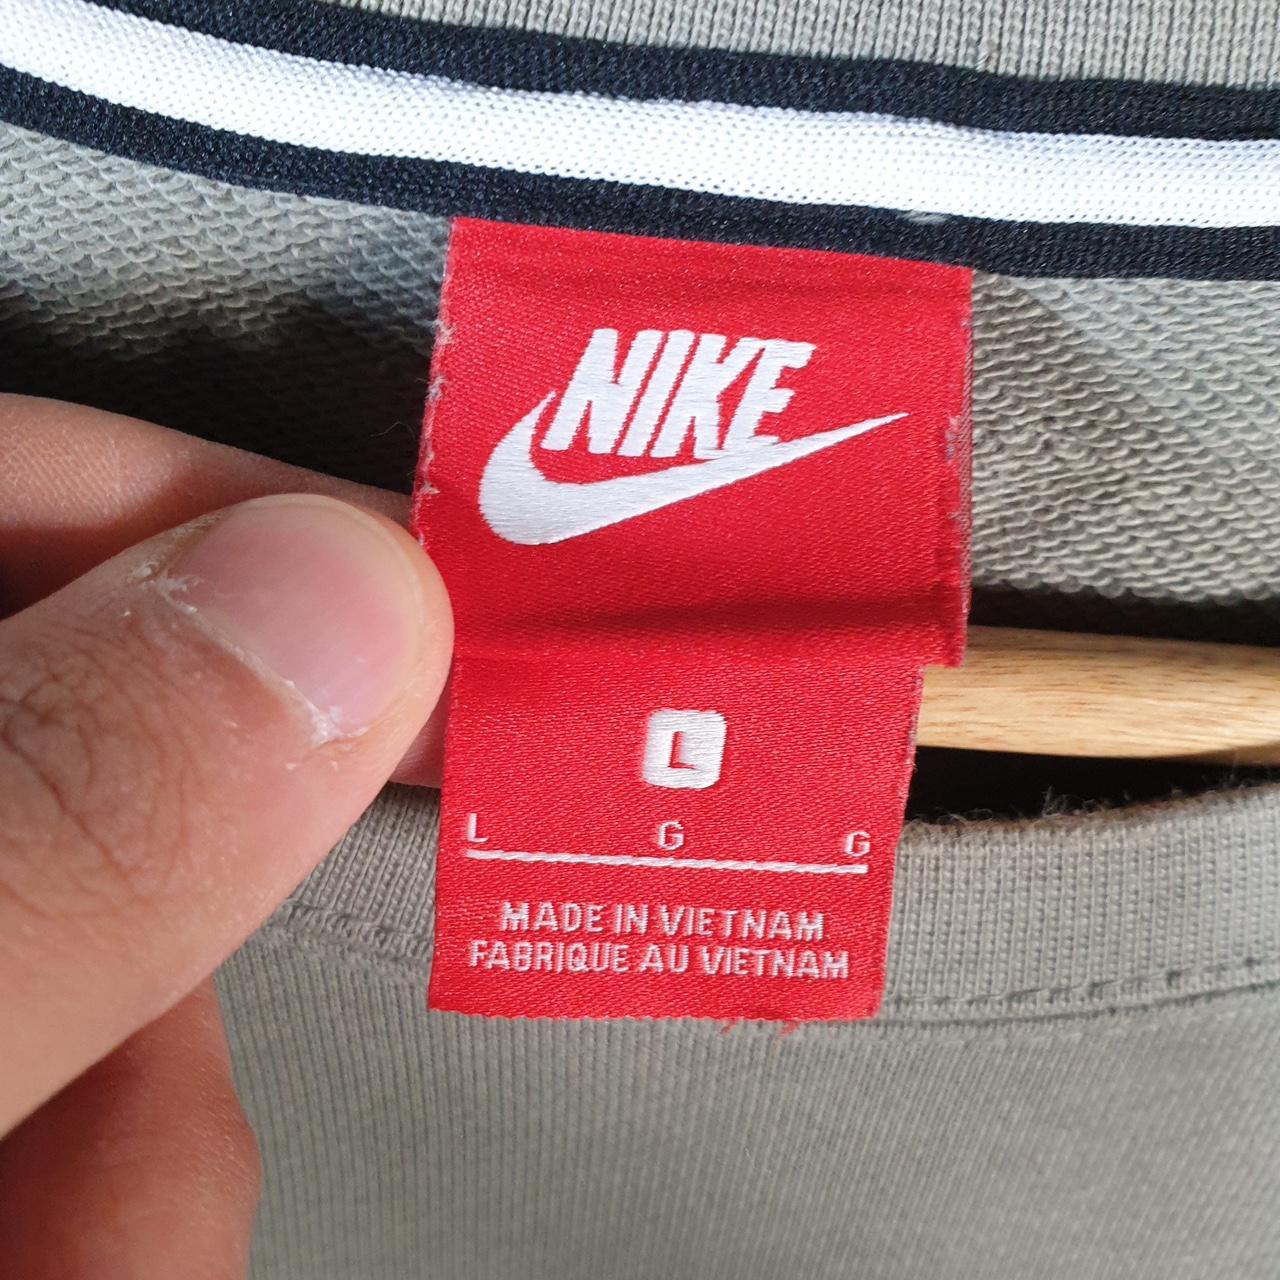 NIKE
L
L G G
MADE IN VIETNAM
FABRIQUE AU VIETNAM